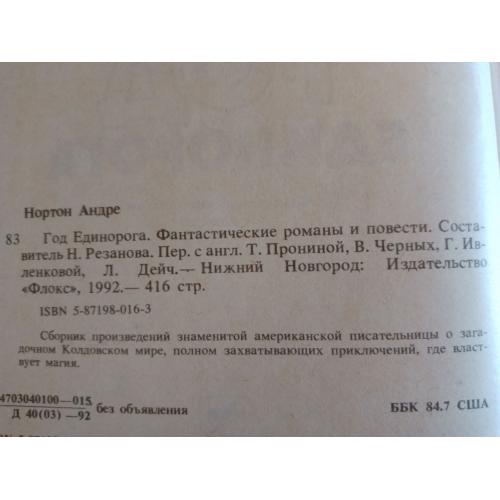 Нортон Андре
83 Год Единорога. Фантастические романы и повести. Соста-
витель Н. Резанова. Пер. с англ. Т. Прониной, В. Черных, Г. Ив-
ленковой, Л. Дейч.— Нижний Новгород: Издательство
«Флокс», 1992.— 416 стр.
ISBN 5-87198-016-3
Сборник произведений знаменитой американской писательницы о зага-
дочном Колдовском мире, полном захватывающих приключений, где власт-
вует магия.
4703040100—015
Д 40(03) —92
без объявления
ББК 84.7 США